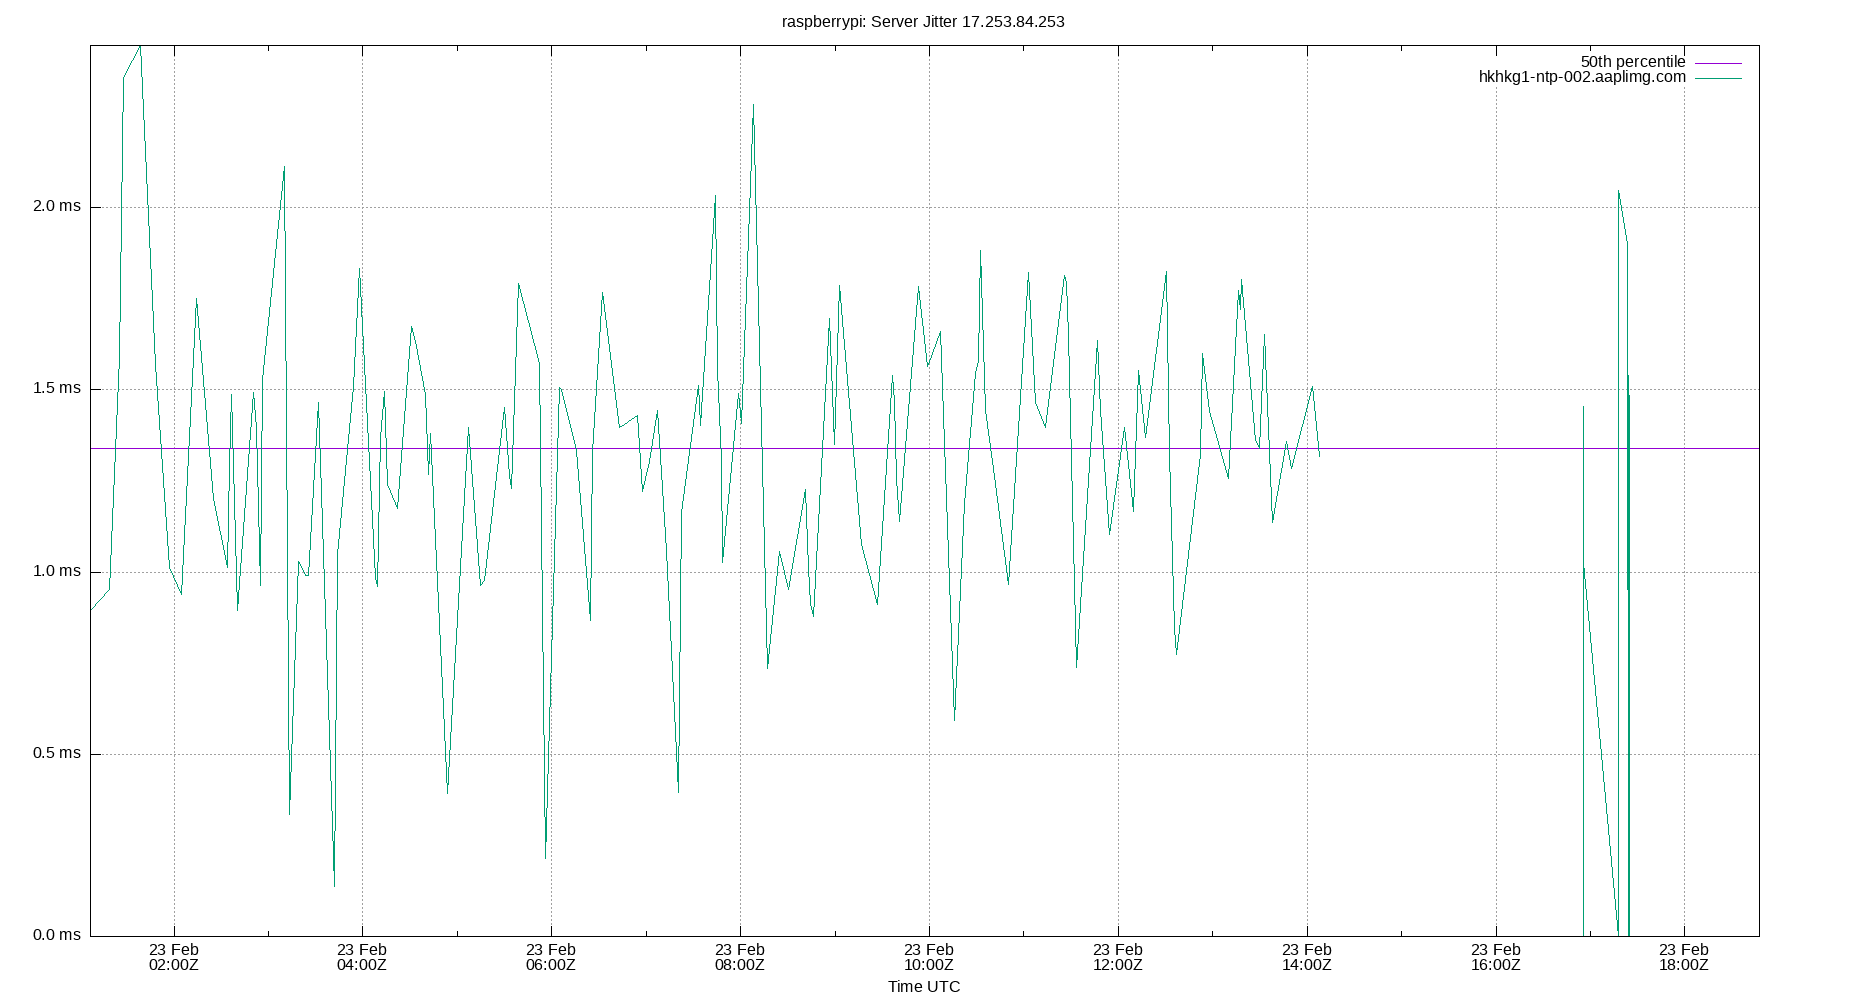 raspberrypi: Server Jitter 17.253.84.253
50th percentile
hkhkg1-ntp-002.aaplimg.com
2.0 ms
1.5 ms
1.0 ms
0.5 ms
0.0 ms
23 Feb 23 Feb 23 Feb 23 Feb 23 Feb 23 Feb 23 Feb 23 Feb 23 Feb
02:00Z 04:00Z 06:00Z 08:00Z 10:00Z 12:00Z 14:00Z 16:00Z 18:00Z
Time UTC